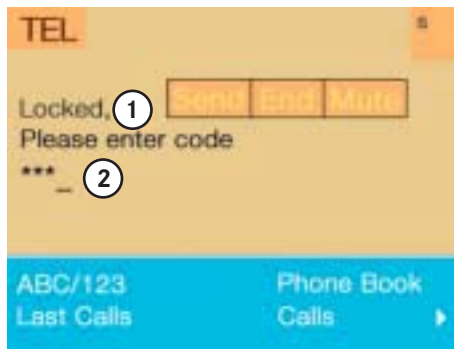 TEL
s
Send End Mute
Locked, 1
Please enter code
***_ 2
ABC/123 Phone Book
Last Calls Calls